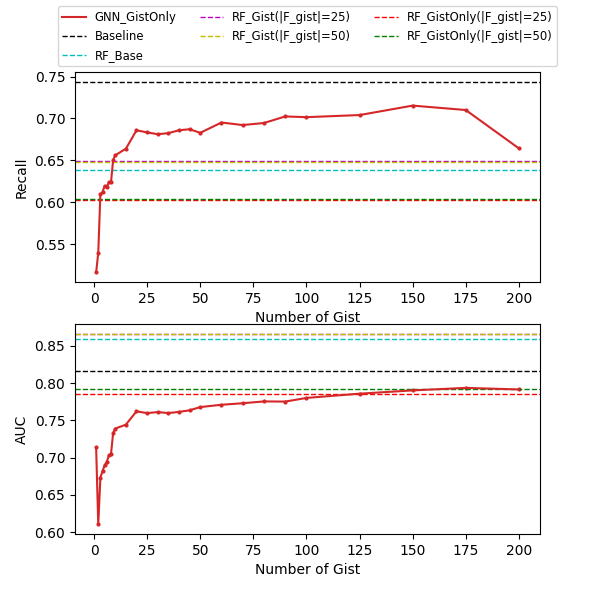 GNN_GistOnly RF_Gist(|F_gist|=25) RF_GistOnly(|F_gist|=25)
Baseline RF_Gist(|F_gist|=50) RF_GistOnly(|F_gist|=50)
RF_Base
0.75
0.70
0.65
0.60
0.55
Recall
0 25 50 75 100 125 150 175 200
Number of Gist
0.85
0.80
0.75
0.70
0.65
0.60
AUC
0 25 50 75 100 125 150 175 200
Number of Gist